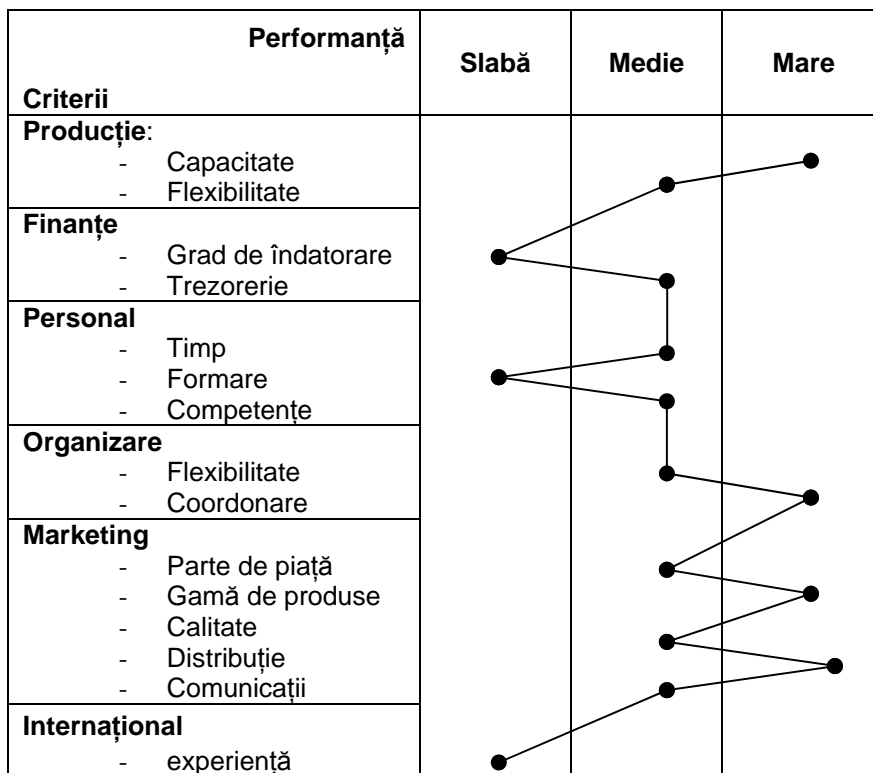 Performanță
Slabă Medie Mare
Criterii
Producție:
- Capacitate
- Flexibilitate
Finanțe
- Grad de îndatorare
- Trezorerie
Personal
- Timp
- Formare
- Competențe
Organizare
- Flexibilitate
- Coordonare
Marketing
- Parte de piață
- Gamă de produse
- Calitate
- Distribuție
- Comunicații
Internațional
- experiență